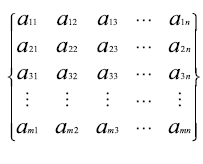 a₁₁ a₁₂ a₁₃ ⋯ a₁ₙ
a₂₁ a₂₂ a₂₃ ⋯ a₂ₙ
a₃₁ a₃₂ a₃₃ ⋯ a₃ₙ
⋮ ⋮ ⋮ ⋯ ⋮
aₘ₁ aₘ₂ aₘ₃ ⋯ aₘₙ